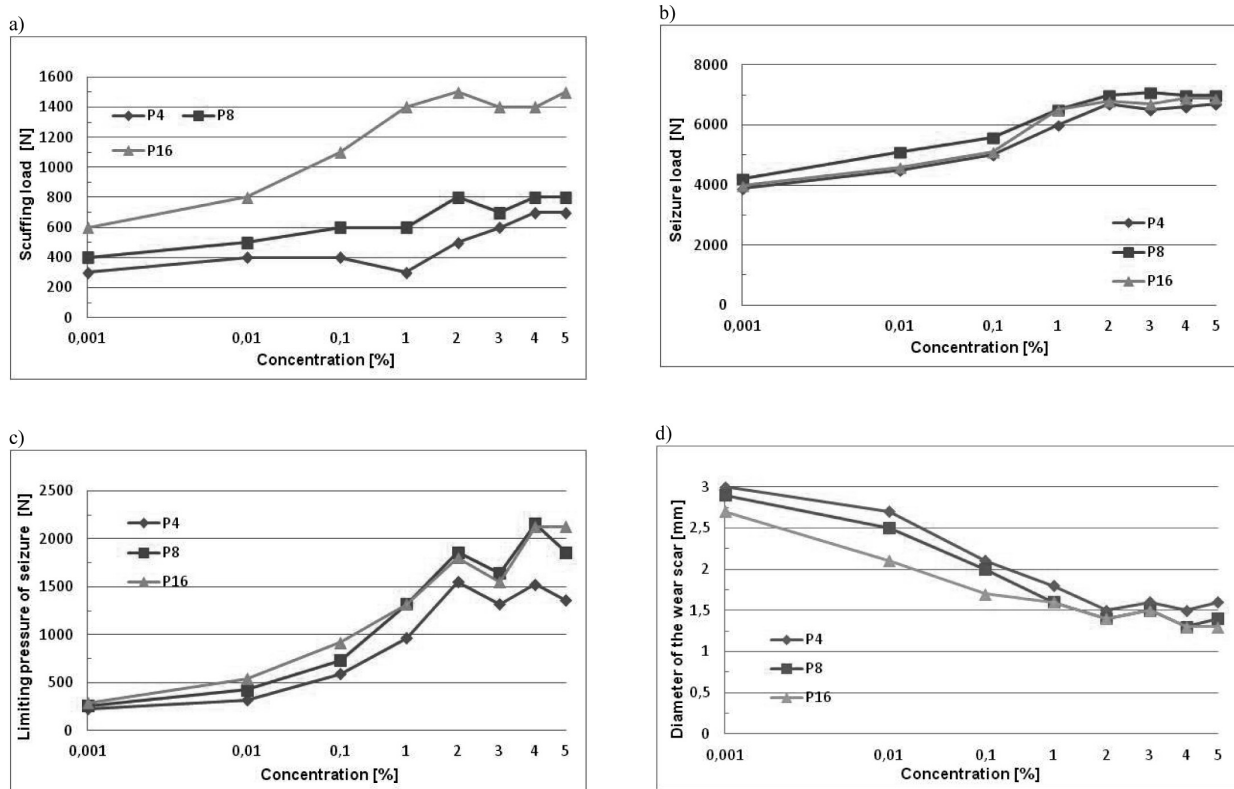 a)
1600
1400
1200
1000
800
600
400
200
0
Scuffing load [N]
P4 P8
P16
0,001 0,01 0,1 1 2 3 4 5
Concentration [%]
b)
8000
6000
4000
2000
0
Seizure load [N]
P4
P8
P16
0,001 0,01 0,1 1 2 3 4 5
Concentration [%]
c)
2500
2000
1500
1000
500
0
Limiting pressure of seizure [N]
P4
P8
P16
0,001 0,01 0,1 1 2 3 4 5
Concentration [%]
d)
3
2,5
2
1,5
1
0,5
0
Diameter of the wear scar [mm]
P4
P8
P16
0,001 0,01 0,1 1 2 3 4 5
Concentration [%]